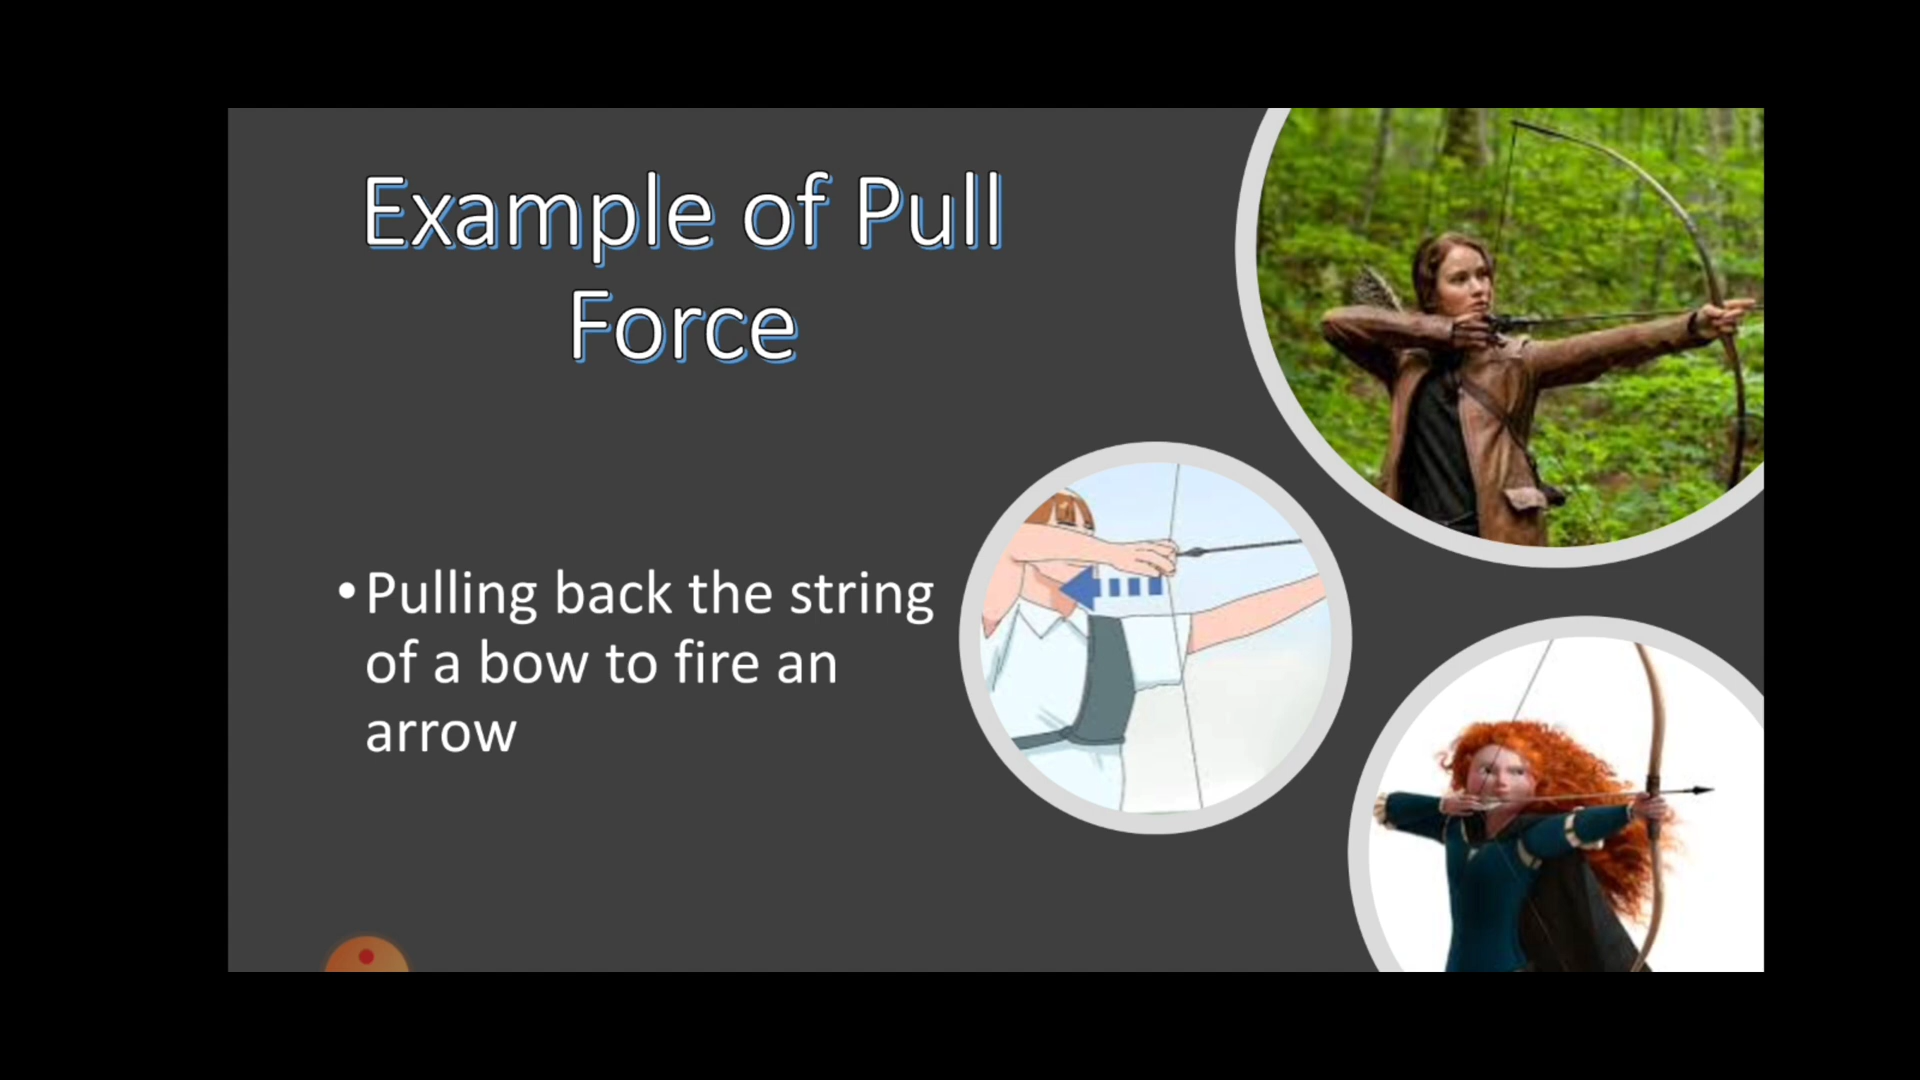 Example of Pull
Force
• Pulling back the string
of a bow to fire an
arrow